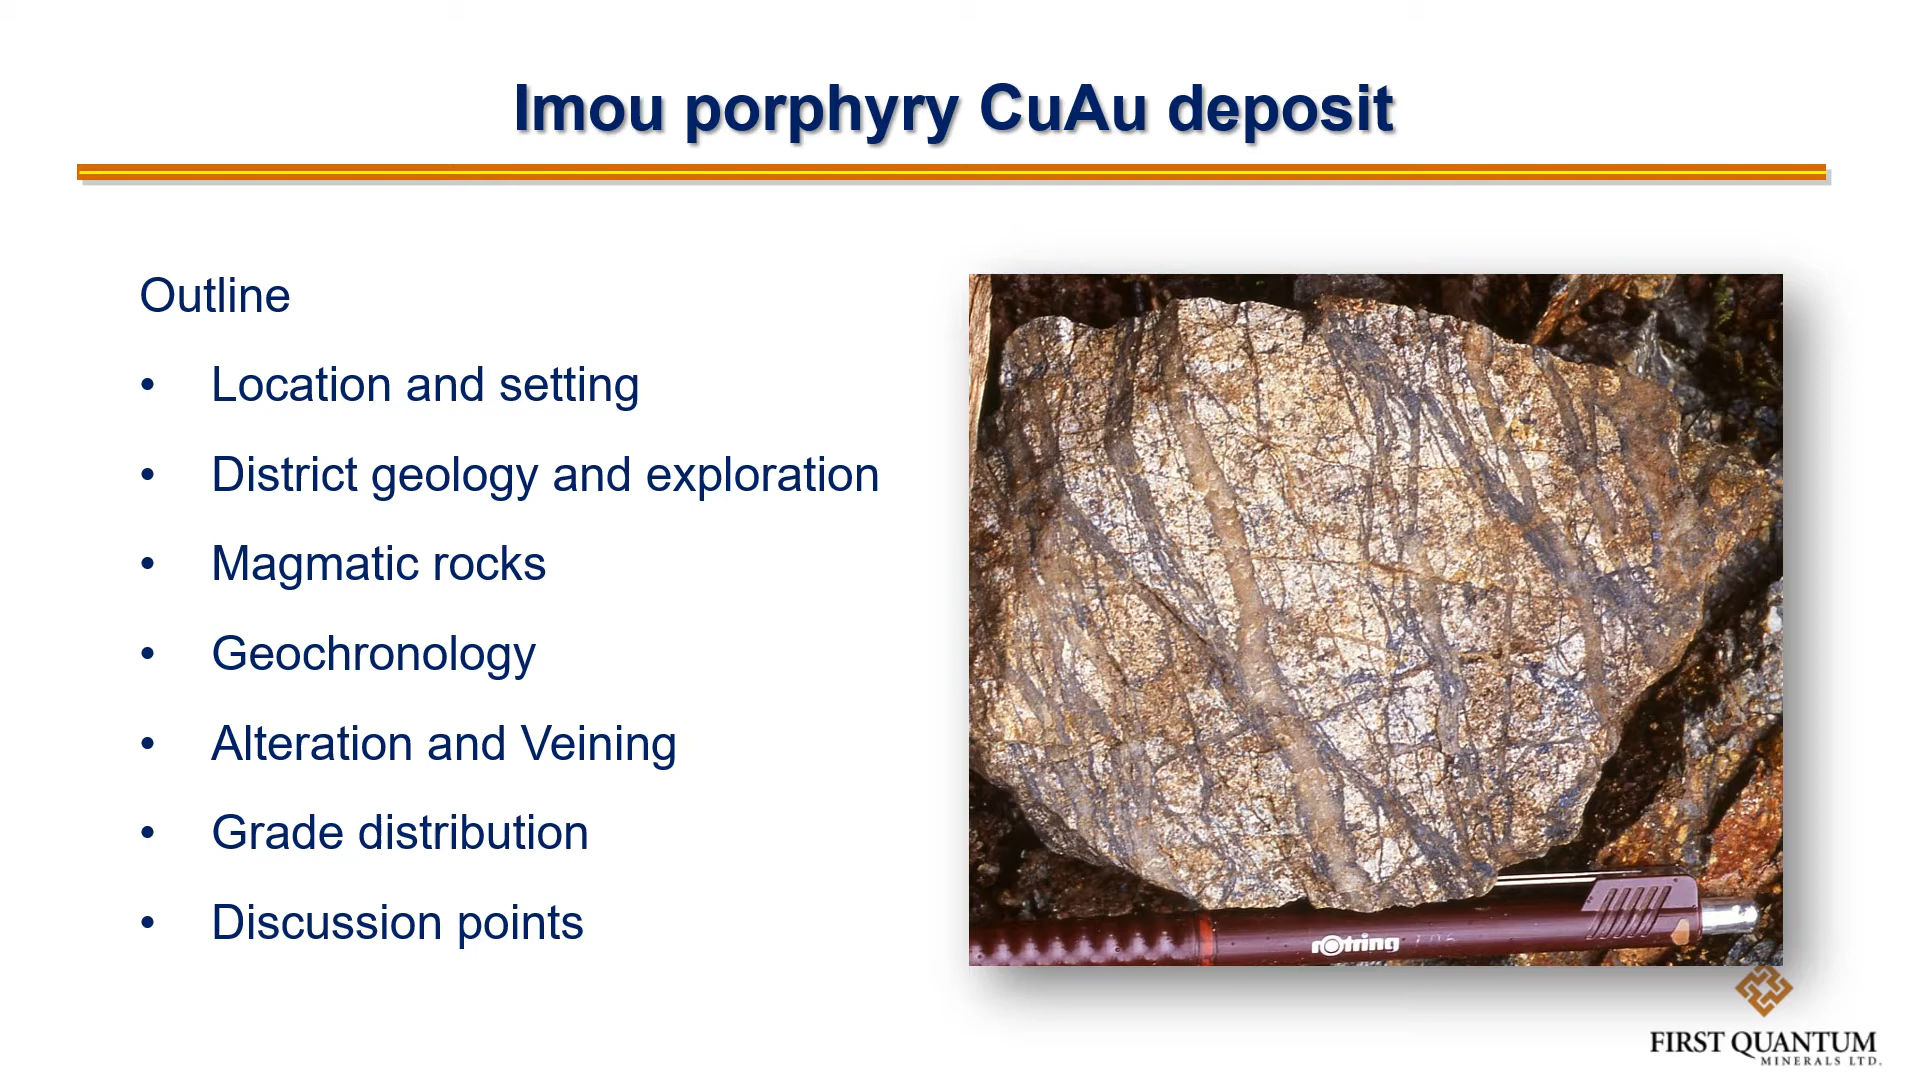 Imou porphyry CuAu deposit
Outline
• Location and setting
• District geology and exploration
• Magmatic rocks
• Geochronology
• Alteration and Veining
• Grade distribution
• Discussion points
rotring
FIRST QUANTUM
MINERALS LTD.